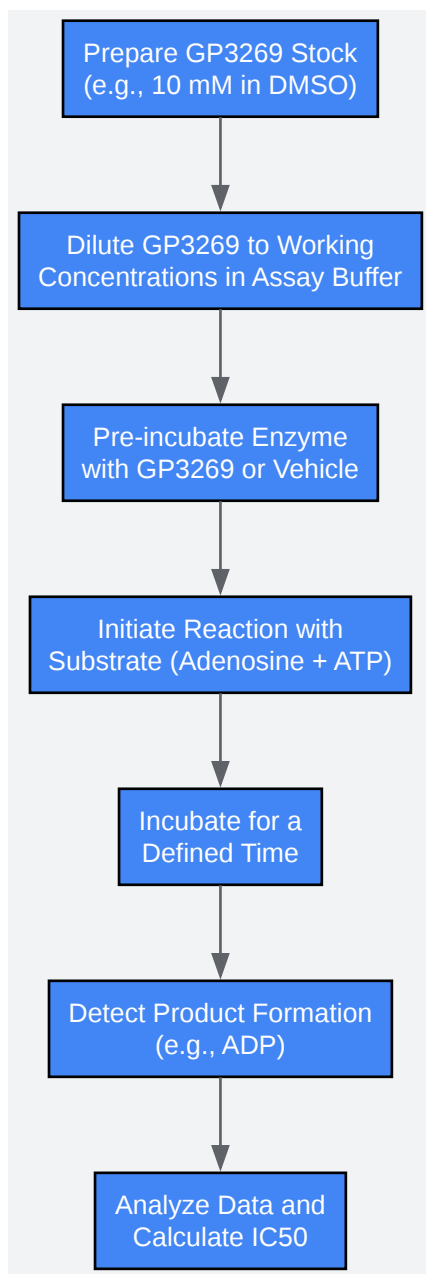 Prepare GP3269 Stock
(e.g., 10 mM in DMSO)
Dilute GP3269 to Working
Concentrations in Assay Buffer
Pre-incubate Enzyme
with GP3269 or Vehicle
Initiate Reaction with
Substrate (Adenosine + ATP)
Incubate for a
Defined Time
Detect Product Formation
(e.g., ADP)
Analyze Data and
Calculate IC50